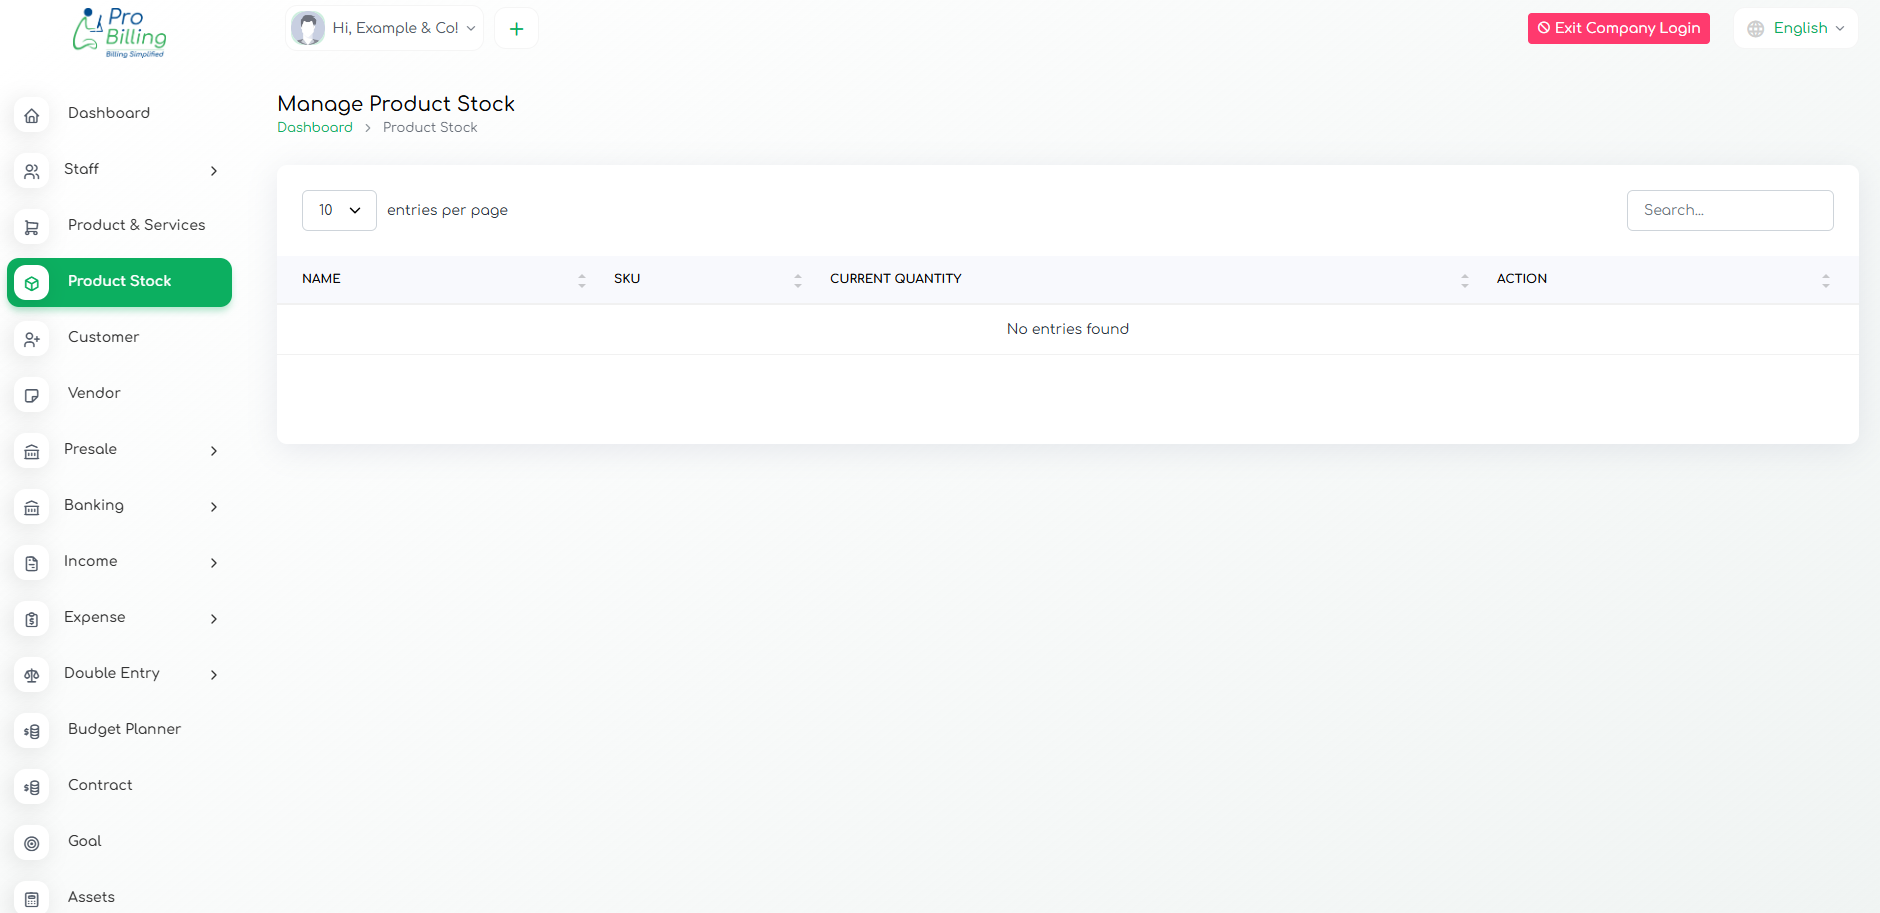 Pro
Billing
Billing Simplified
Hi, Example & Co!
Exit Company Login
English
Dashboard
Staff
Product & Services
Product Stock
Customer
Vendor
Presale
Banking
Income
Expense
Double Entry
Budget Planner
Contract
Goal
Assets
Manage Product Stock
Dashboard > Product Stock
10 entries per page
Search...
NAME SKU CURRENT QUANTITY ACTION
No entries found